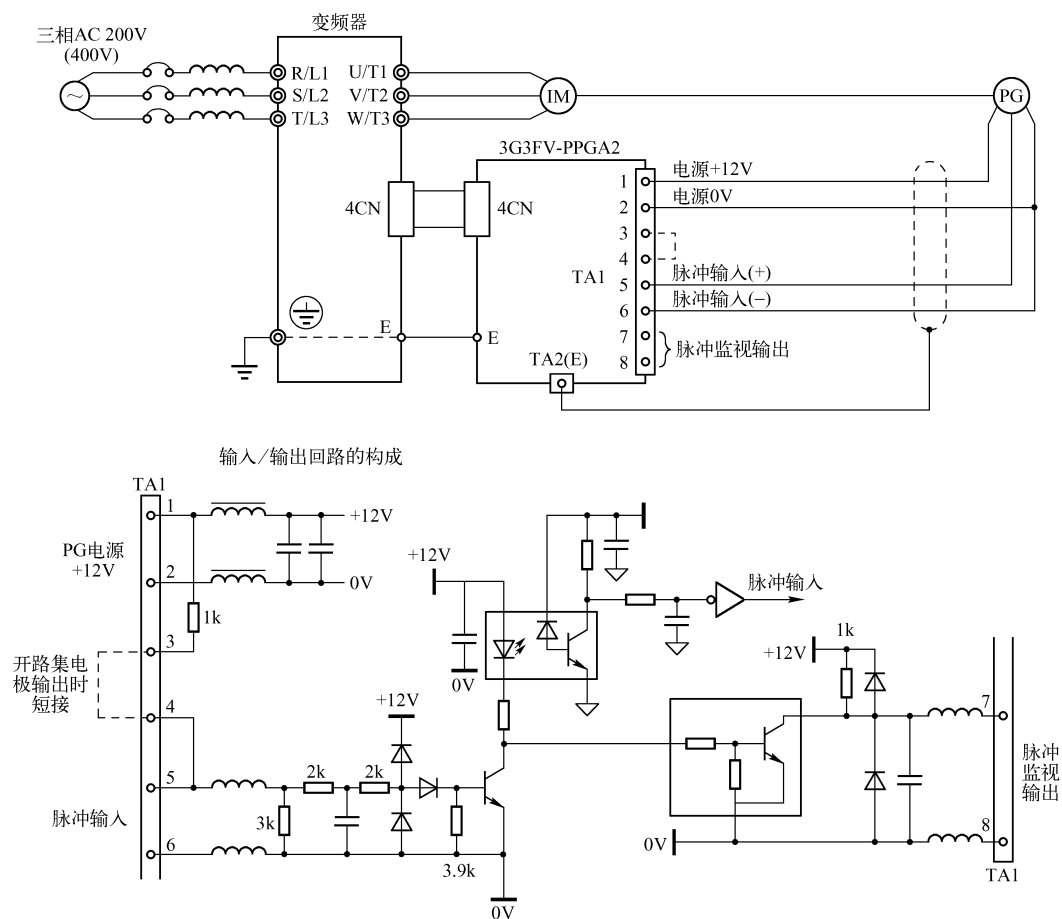 三相AC 200V
(400V)
变频器
R/L1
S/L2
T/L3
U/T1
V/T2
W/T3
IM
PG
3G3FV-PPGA2
4CN
4CN
E
E
TA1
TA2(E)
1
2
3
4
5
6
7
8
电源+12V
电源0V
脉冲输入(+)
脉冲输入(−)
脉冲监视输出
输入/输出回路的构成
TA1
1
2
3
4
5
6
PG电源
+12V
开路集电
极输出时
短接
脉冲输入
+12V
0V
1k
2k
2k
3k
3.9k
+12V
0V
+12V
0V
脉冲输入
+12V
1k
0V
7
8
脉冲
监视
输出
TA1